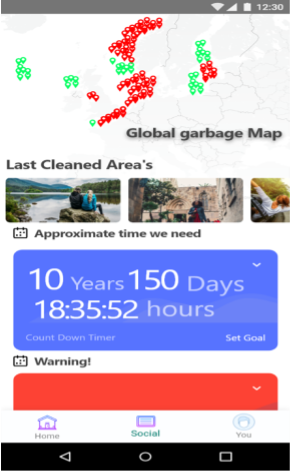 12:30
Global garbage Map
Last Cleaned Area's
Approximate time we need
10 Years 150 Days
18:35:52 hours
Count Down Timer Set Goal
Warning!
Home Social You